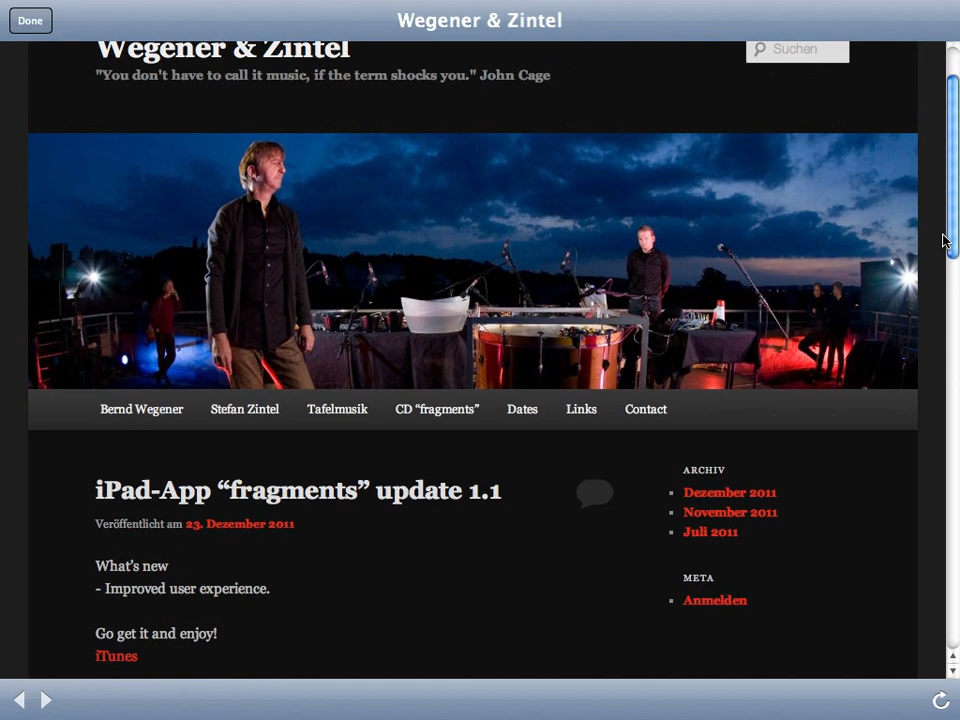 Done
Wegener & Zintel
Wegener & Zintel
Suchen
"You don't have to call it music, if the term shocks you." John Cage
Bernd Wegener Stefan Zintel Tafelmusik CD “fragments” Dates Links Contact
iPad-App “fragments” update 1.1
Veröffentlicht am 23. Dezember 2011
What's new
- Improved user experience.
Go get it and enjoy!
iTunes
ARCHIV
Dezember 2011
November 2011
Juli 2011
META
Anmelden